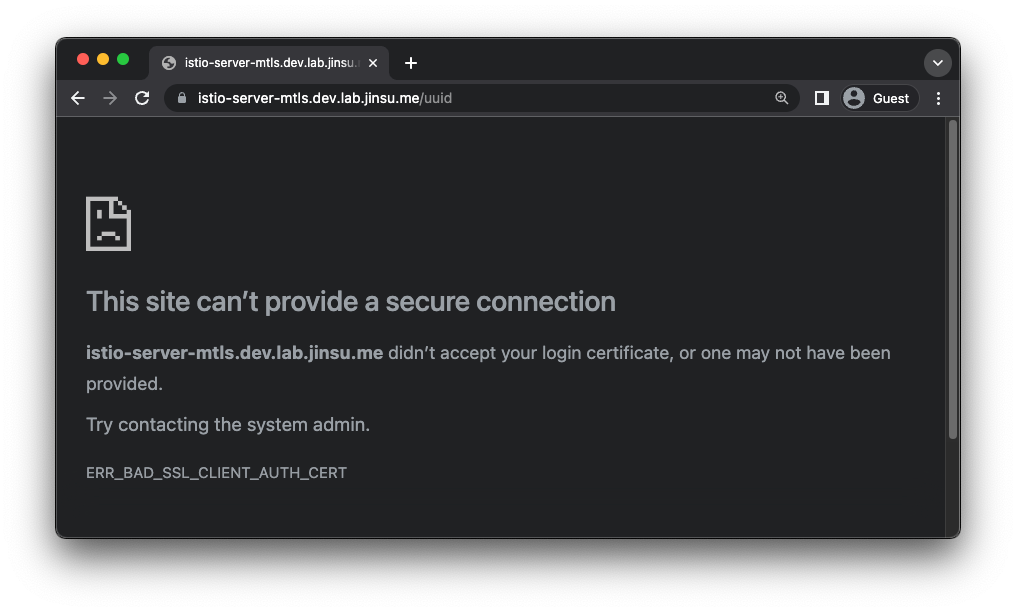 istio-server-mtls.dev.lab.jinsu.
istio-server-mtls.dev.lab.jinsu.me/uuid
Guest
This site can’t provide a secure connection
istio-server-mtls.dev.lab.jinsu.me didn’t accept your login certificate, or one may not have been
provided.
Try contacting the system admin.
ERR_BAD_SSL_CLIENT_AUTH_CERT